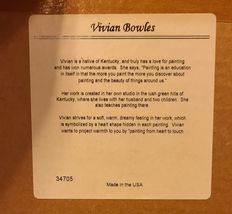 Vivian Bowles
Vivian is a native of Kentucky, and truly has a love for painting
and has won numerous awards. She says, "Painting is an education
in itself in that the more you paint the more you discover about
painting and the beauty of things around us."
Her work is created in her own studio in the lush green hills of
Kentucky, where she lives with her husband and two children. She
also teaches painting there.
Vivian strives for a soft, warm, dreamy feeling in her work, which
is symbolized by a heart shape hidden in each painting. Vivian
wants to project warmth to you by "painting from heart to touch
34705
Made in the USA